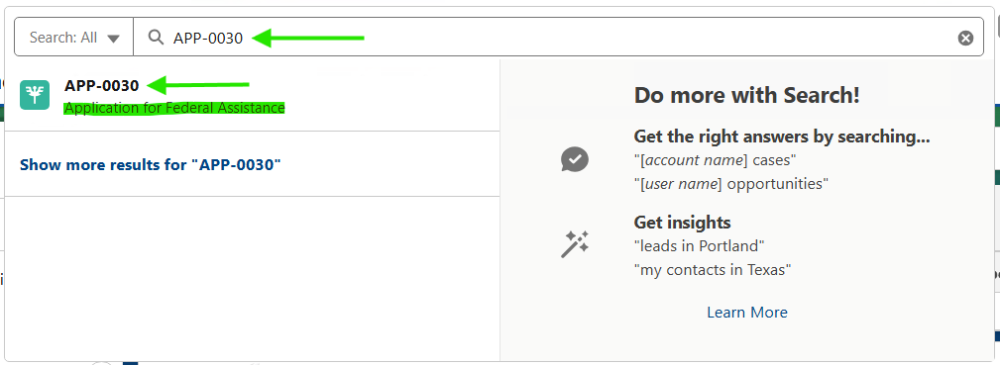 Search: All
APP-0030
APP-0030
Application for Federal Assistance
Show more results for "APP-0030"
Do more with Search!
Get the right answers by searching...
"[account name] cases"
"[user name] opportunities"
Get insights
"leads in Portland"
"my contacts in Texas"
Learn More